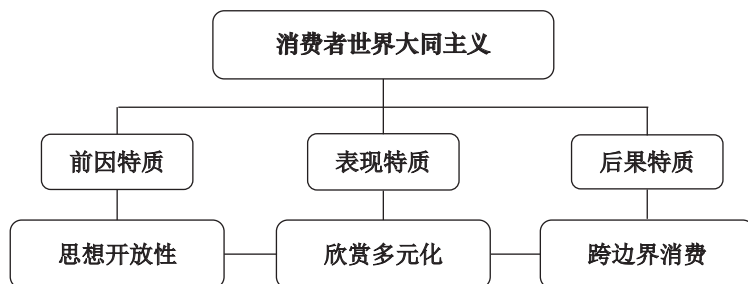 消费者世界大同主义
前因特质
表现特质
后果特质
思想开放性
欣赏多元化
跨边界消费